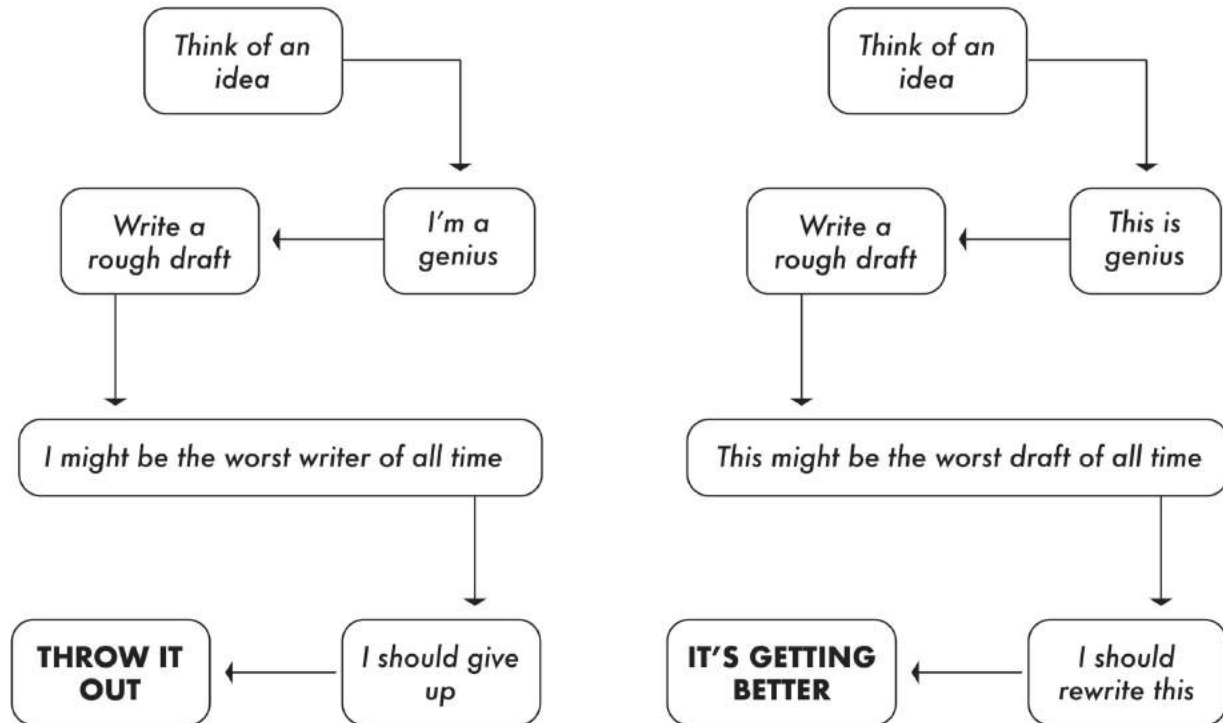 Think of an
idea
I'm a
genius
Write a
rough draft
I might be the worst writer of all time
I should give
up
THROW IT
OUT
Think of an
idea
This is
genius
Write a
rough draft
This might be the worst draft of all time
I should
rewrite this
IT'S GETTING
BETTER